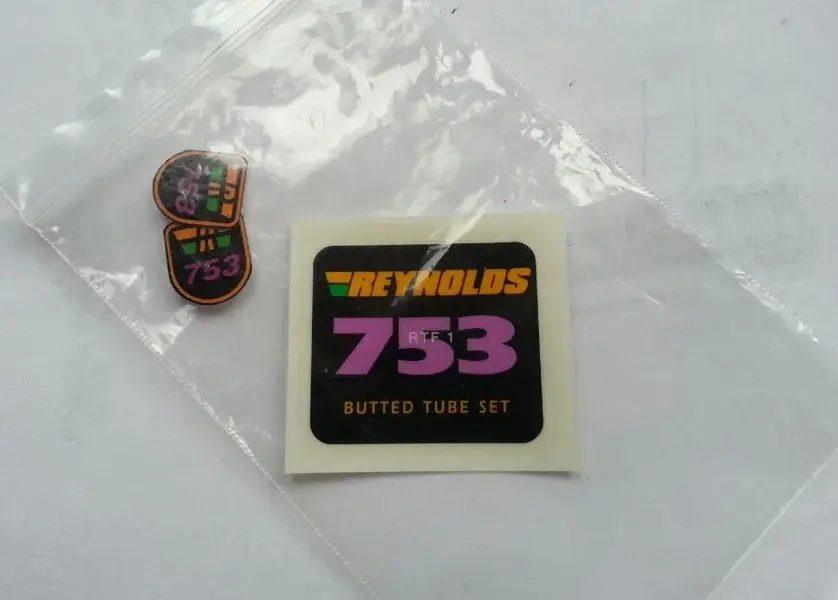 753
753
REYNOLDS
753
RTF 1
BUTTED TUBE SET